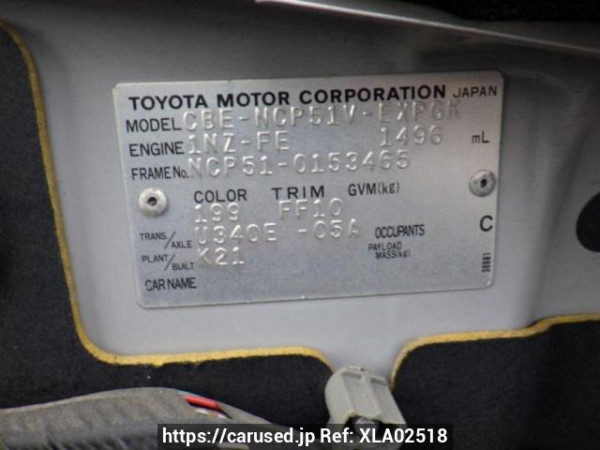 TOYOTA MOTOR CORPORATION JAPAN
MODEL CBE-NCP51V-EXPGK
ENGINE 1NZ-FE 1496 mL
FRAME No. NCP51-0153465
COLOR TRIM GVM(kg)
199 FF10
TRANS/AXLE U340E -05A OCCUPANTS C
PAYLOAD MASS(kg)
PLANT/BUILT K21
CAR NAME
https://carused.jp Ref: XLA02518